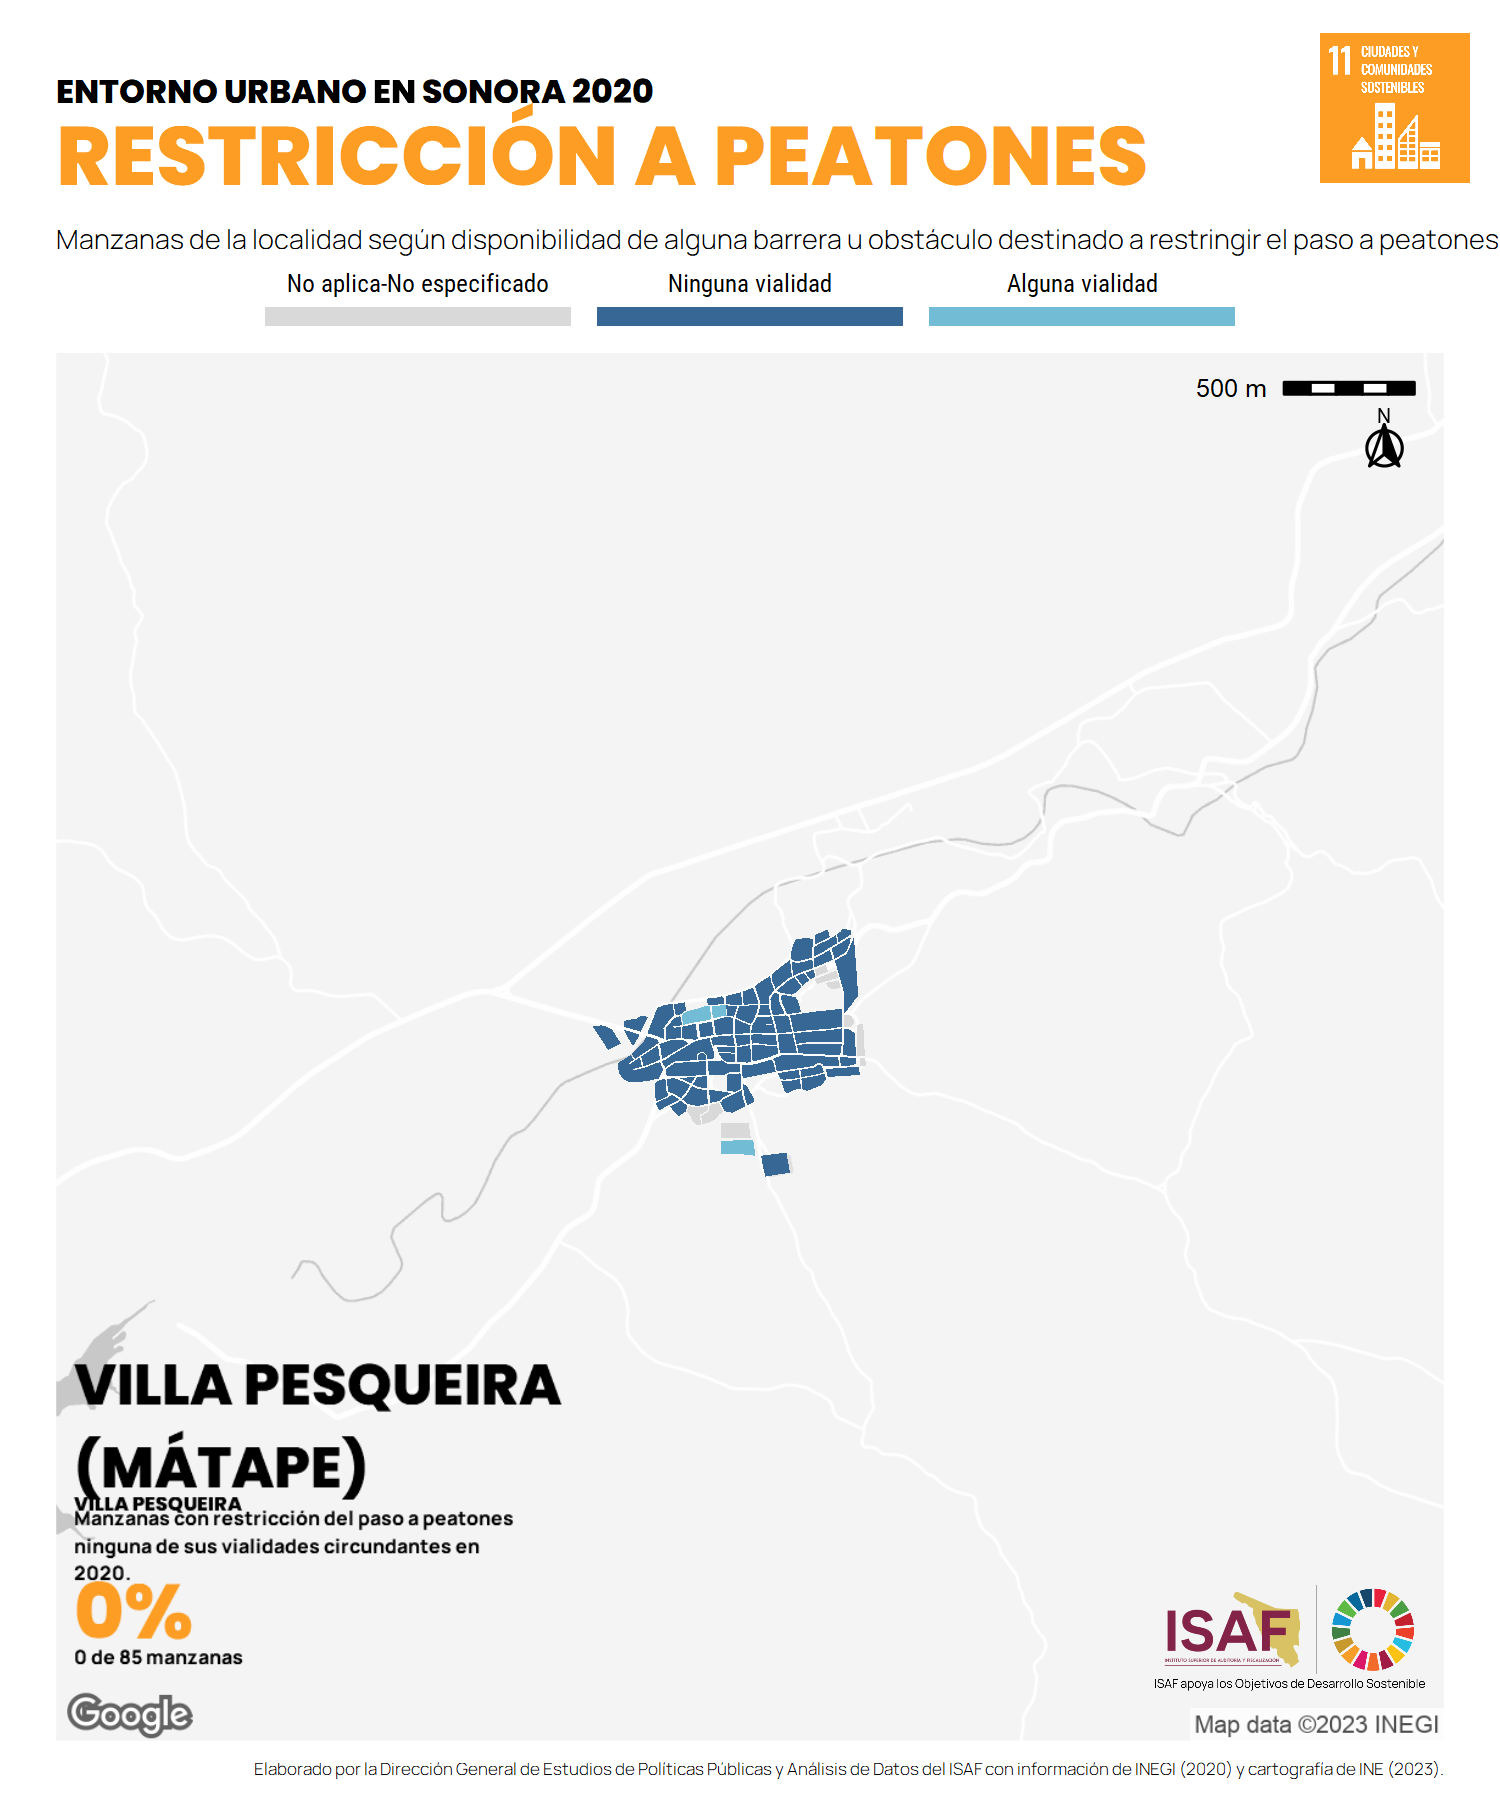 ENTORNO URBANO EN SONORA 2020
RESTRICCIÓN A PEATONES
11 CIUDADES Y
COMUNIDADES
SOSTENIBLES
Manzanas de la localidad según disponibilidad de alguna barrera u obstáculo destinado a restringir el paso a peatones
No aplica-No especificado
Ninguna vialidad
Alguna vialidad
500 m
N
VILLA PESQUEIRA
(MÁTAPE)
VILLA PESQUEIRA
Manzanas con restricción del paso a peatones
ninguna de sus vialidades circundantes en
2020.
0%
0 de 85 manzanas
ISAF
INSTITUTO SUPERIOR DE AUDITORÍA Y FISCALIZACIÓN
ISAF apoya los Objetivos de Desarrollo Sostenible
Google
Map data ©2023 INEGI
Elaborado por la Dirección General de Estudios de Políticas Públicas y Análisis de Datos del ISAF con información de INEGI (2020) y cartografía de INE (2023).